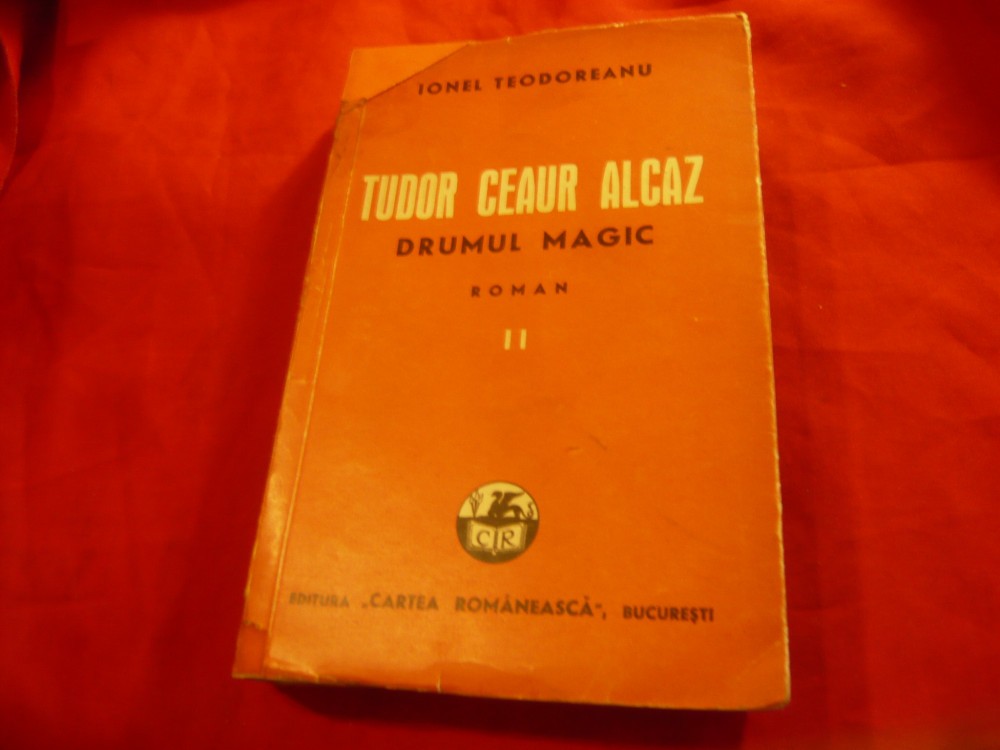 IONEL TEODOREANU
TUDOR CEAUR ALCAZ
DRUMUL MAGIC
ROMAN
II
CR
EDITURA „CARTEA ROMÂNEASCĂ", BUCUREȘTI